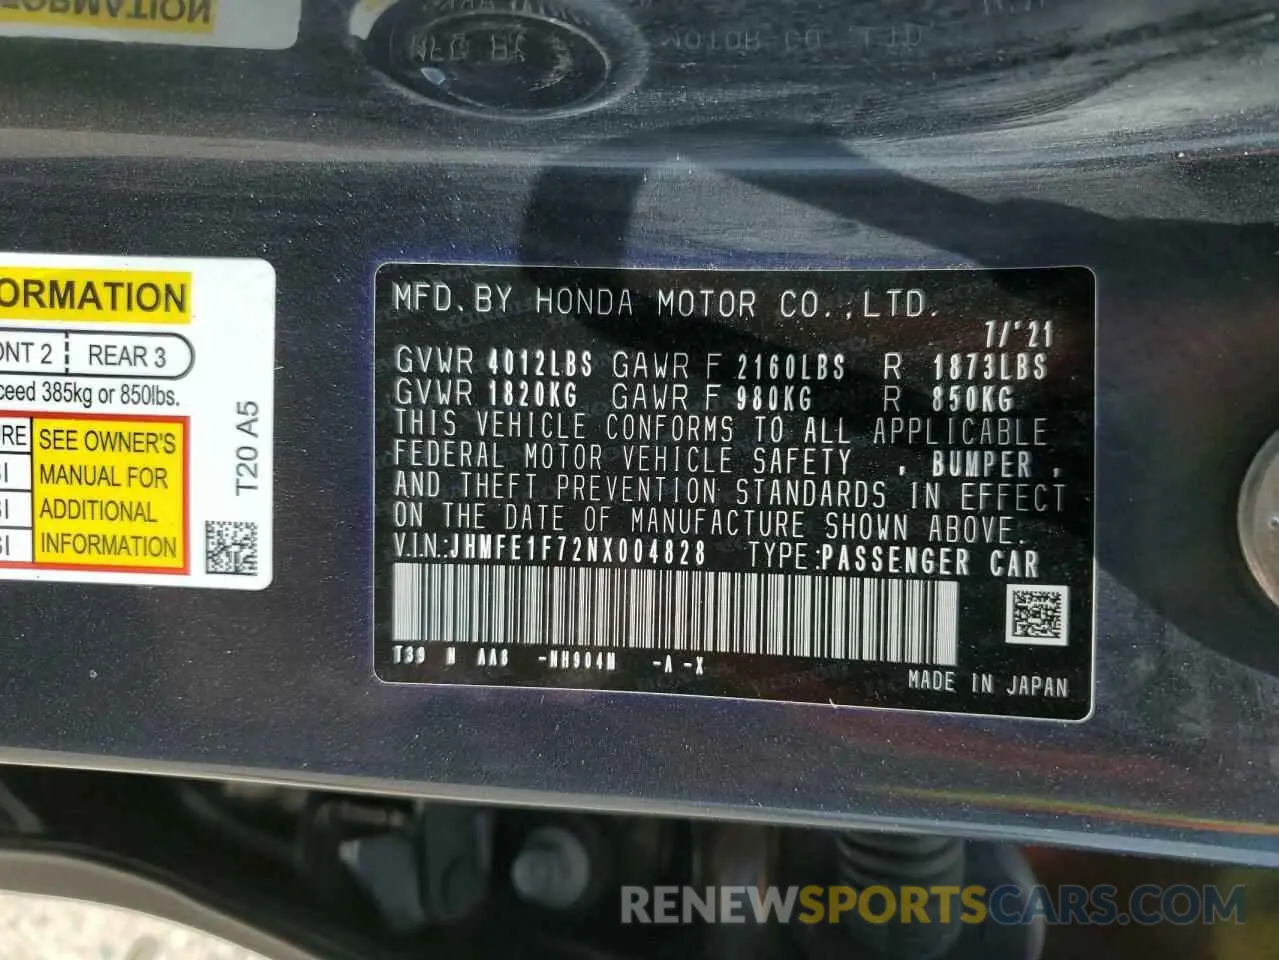 MFD. BY HONDA MOTOR CO., LTD.
7/'21
GVWR 4012LBS GAWR F 2160LBS R 1873LBS
GVWR 1820KG GAWR F 980KG R 850KG
THIS VEHICLE CONFORMS TO ALL APPLICABLE
FEDERAL MOTOR VEHICLE SAFETY , BUMPER ,
AND THEFT PREVENTION STANDARDS IN EFFECT
ON THE DATE OF MANUFACTURE SHOWN ABOVE.
V.I.N.:JHMFE1F72NX004828 TYPE:PASSENGER CAR
T39 N AA8 -NH904M -A-X
MADE IN JAPAN
ORMATION
ONT 2 REAR 3
ceed 385kg or 850lbs.
SEE OWNER'S
MANUAL FOR
ADDITIONAL
INFORMATION
T20 A5
RENEWSPORTSCARS.COM